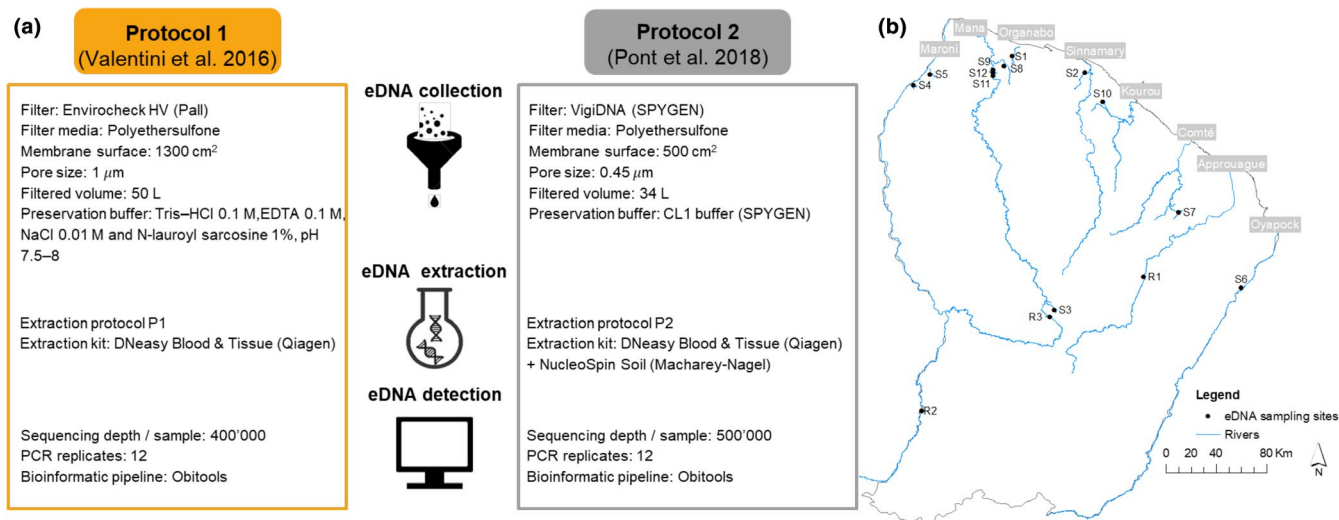 (a)
Protocol 1
(Valentini et al. 2016)
Filter: Envirocheck HV (Pall)
Filter media: Polyethersulfone
Membrane surface: 1300 cm²
Pore size: 1 μm
Filtered volume: 50 L
Preservation buffer: Tris–HCl 0.1 M,EDTA 0.1 M,
NaCl 0.01 M and N-lauroyl sarcosine 1%, pH
7.5–8
Extraction protocol P1
Extraction kit: DNeasy Blood & Tissue (Qiagen)
Sequencing depth / sample: 400'000
PCR replicates: 12
Bioinformatic pipeline: Obitools
eDNA collection
eDNA extraction
eDNA detection
Protocol 2
(Pont et al. 2018)
Filter: VigiDNA (SPYGEN)
Filter media: Polyethersulfone
Membrane surface: 500 cm²
Pore size: 0.45 μm
Filtered volume: 34 L
Preservation buffer: CL1 buffer (SPYGEN)
Extraction protocol P2
Extraction kit: DNeasy Blood & Tissue (Qiagen)
+ NucleoSpin Soil (Macharey-Nagel)
Sequencing depth / sample: 500'000
PCR replicates: 12
Bioinformatic pipeline: Obitools
(b)
Mana
Organabo
Maroni
Sinnamary
S1
S9
S8
S12
S11
S5
S4
S2
S10
Kourou
Comté
Approuague
S7
Oyapock
R1
S6
S3
R3
R2
Legend
eDNA sampling sites
Rivers
0 20 40 80 Km
N